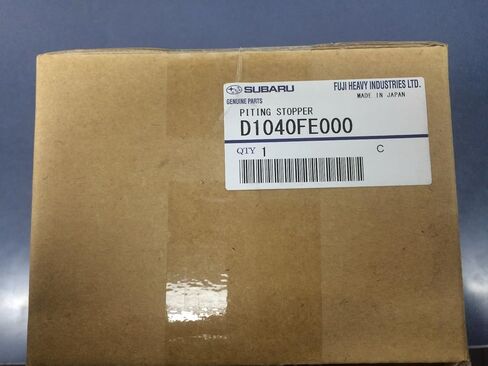 SUBARU
FUJI HEAVY INDUSTRIES LTD.
GENUINE PARTS
MADE IN JAPAN
PITING STOPPER
D1040FE000
QTY 1
C